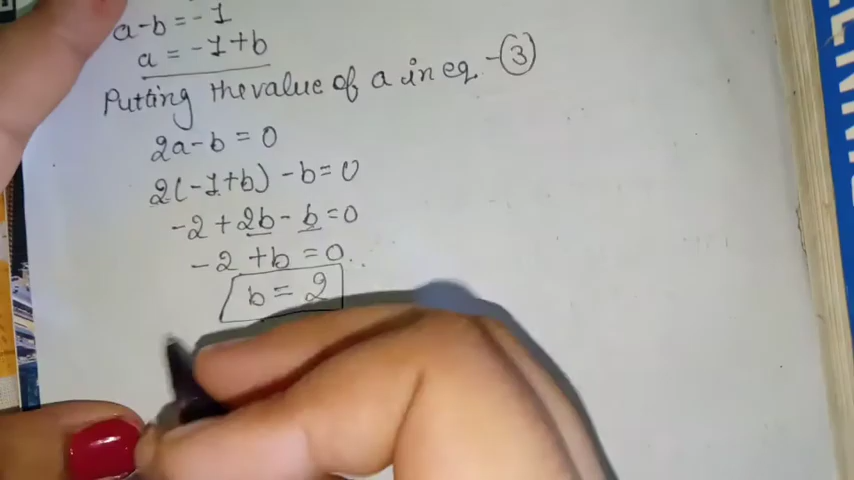 a-b = -1
a = -1+b
Putting the value of a in eq -③
2a-b = 0
2(-1+b) -b=0
-2 + 2b - b =0
-2 +b =0
b = 2